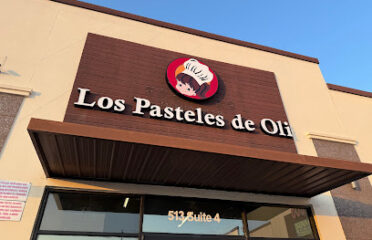 Los Pasteles de Oli
513 Suite 4